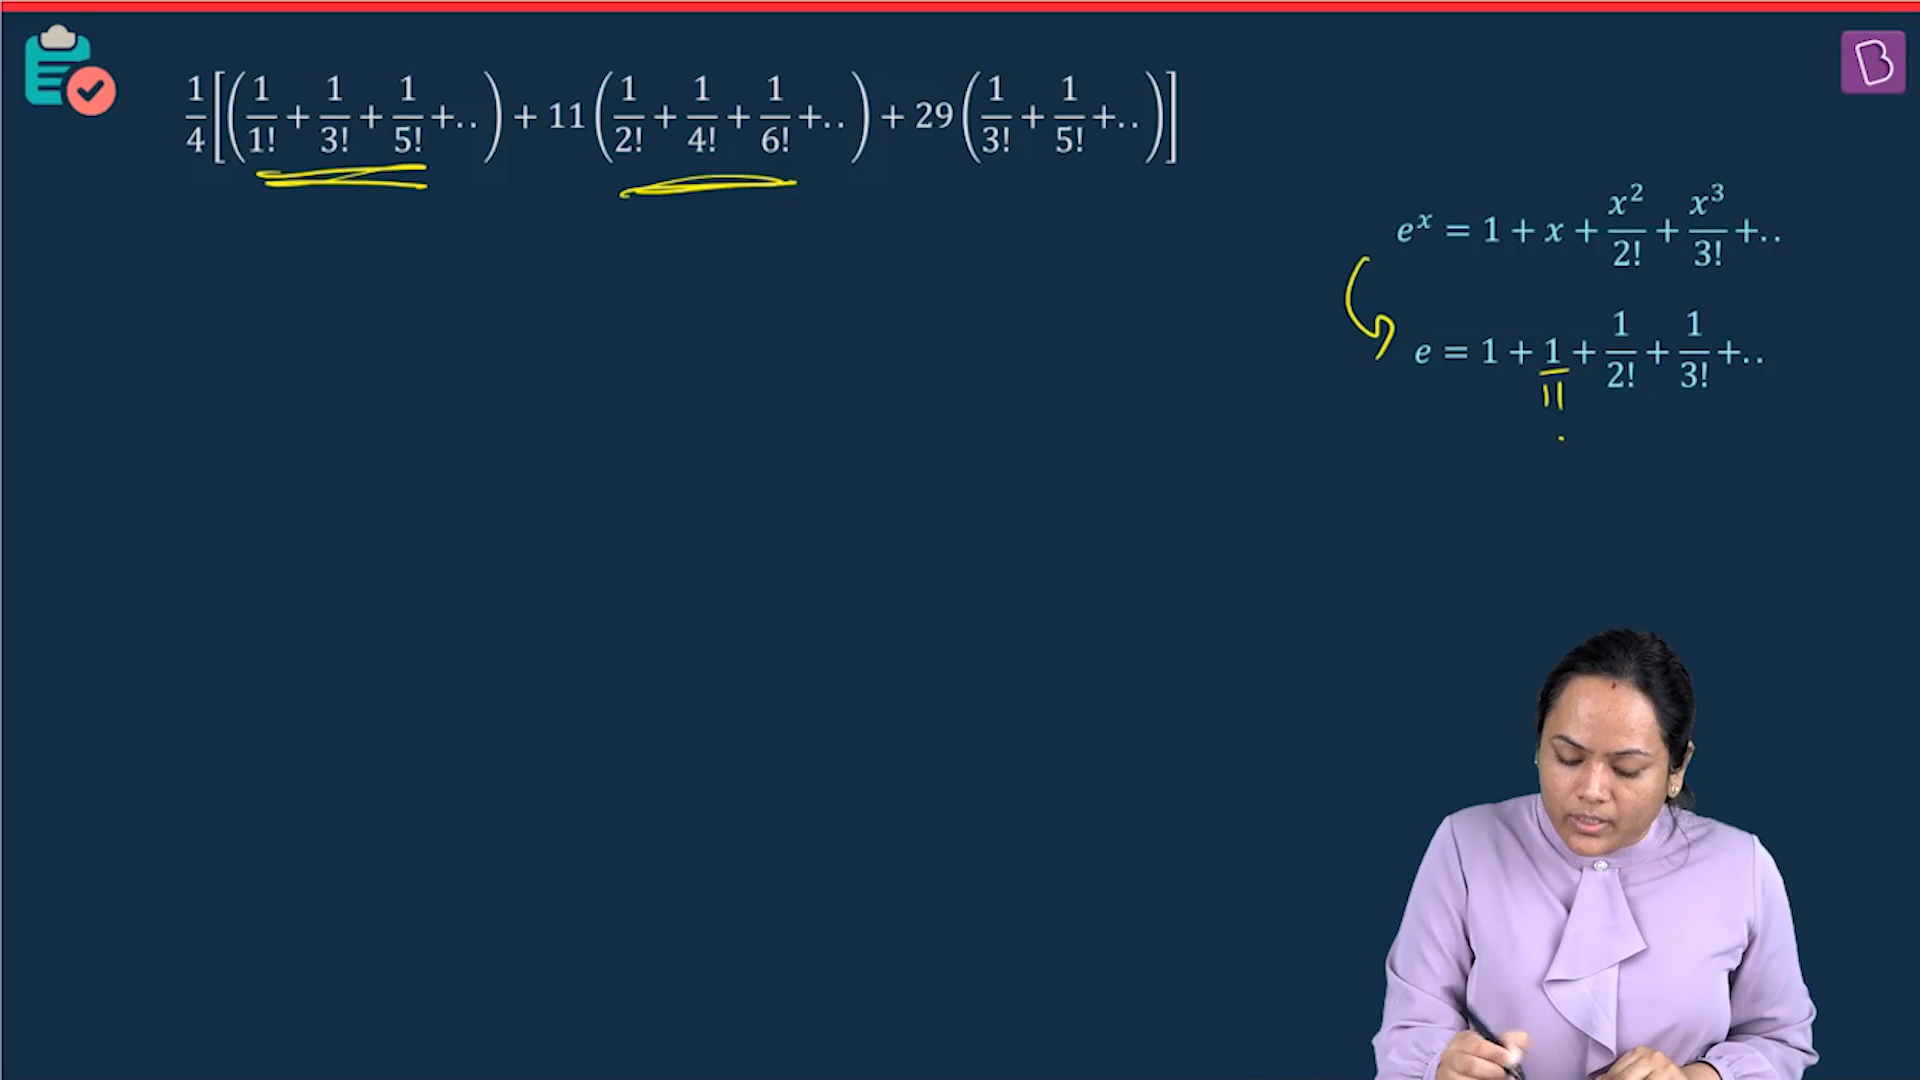 1/4 [(1/1! + 1/3! + 1/5! +..) + 11 (1/2! + 1/4! + 1/6! +..) + 29 (1/3! + 1/5! +..)]
B
e^x = 1 + x + x^2/2! + x^3/3! +..
e = 1 + 1 + 1/2! + 1/3! +..